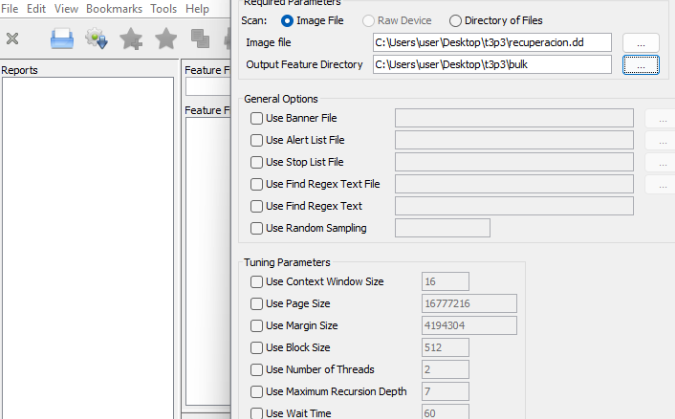 File Edit View Bookmarks Tools Help
Reports
Feature F
Feature F
Required Parameters
Scan: Image File Raw Device Directory of Files
Image file C:\Users\user\Desktop\t3p3\recuperacion.dd ...
Output Feature Directory C:\Users\user\Desktop\t3p3\bulk ...
General Options
Use Banner File ...
Use Alert List File ...
Use Stop List File ...
Use Find Regex Text File ...
Use Find Regex Text
Use Random Sampling
Tuning Parameters
Use Context Window Size 16
Use Page Size 16777216
Use Margin Size 4194304
Use Block Size 512
Use Number of Threads 2
Use Maximum Recursion Depth 7
Use Wait Time 60